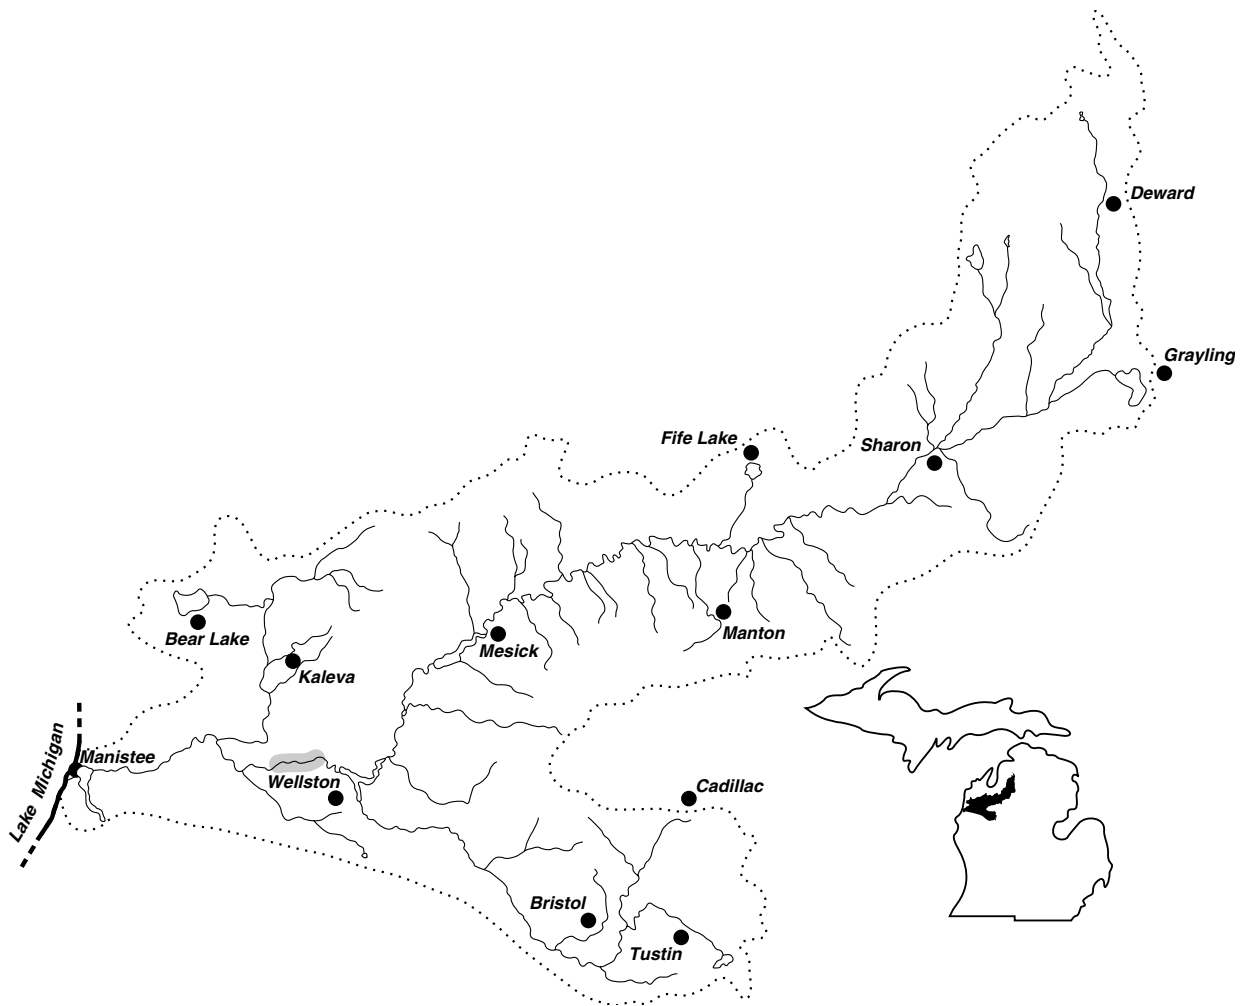 Deward
Grayling
Fife Lake
Sharon
Bear Lake
Manton
Mesick
Kaleva
Lake Michigan
Manistee
Wellston
Cadillac
Bristol
Tustin